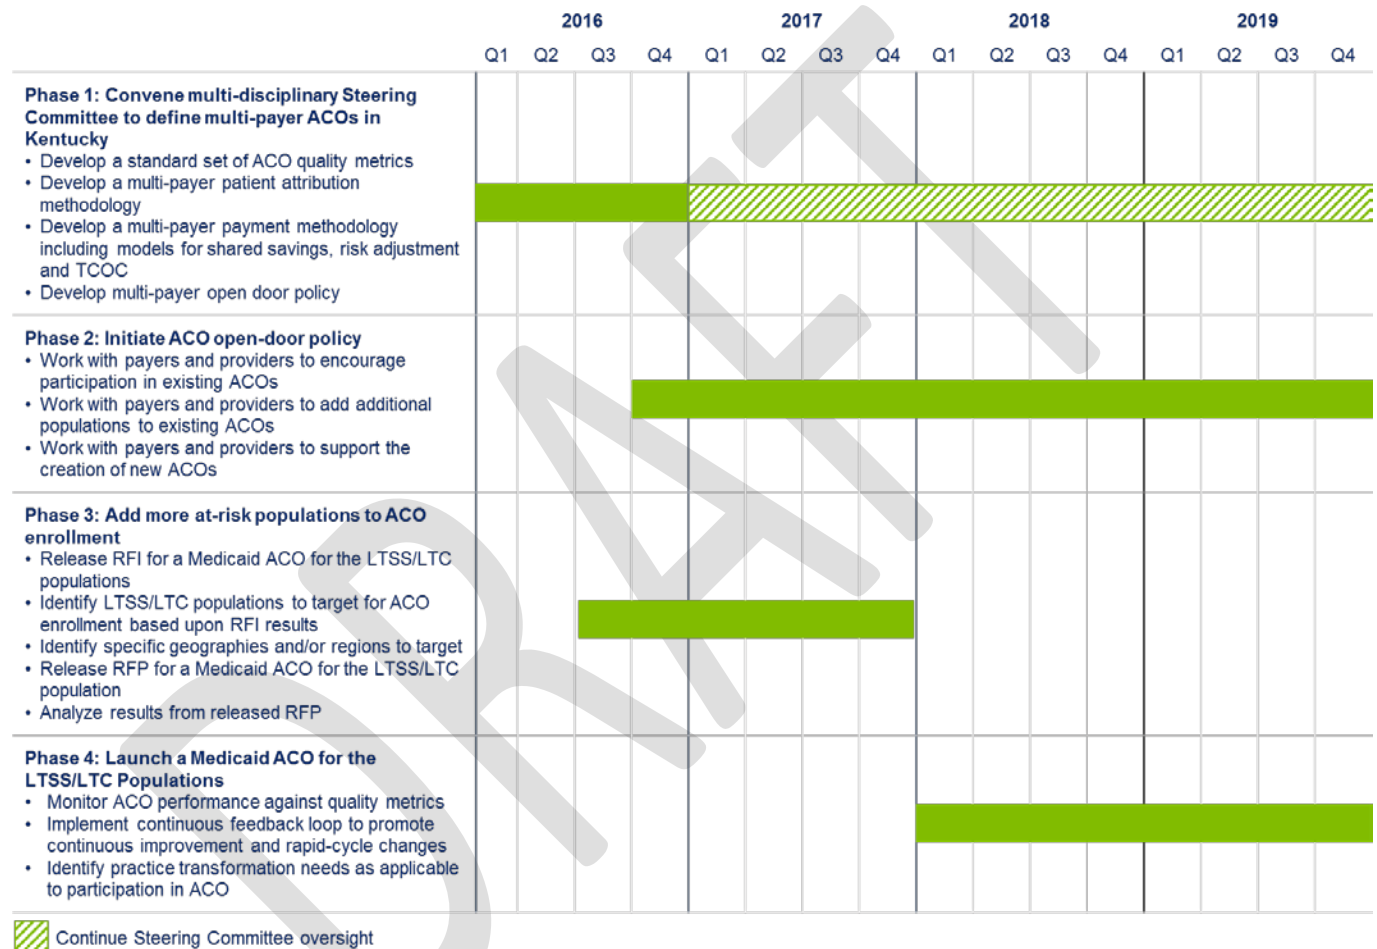 2016 2017 2018 2019
Q1 Q2 Q3 Q4 Q1 Q2 Q3 Q4 Q1 Q2 Q3 Q4 Q1 Q2 Q3 Q4
Phase 1: Convene multi-disciplinary Steering
Committee to define multi-payer ACOs in
Kentucky
• Develop a standard set of ACO quality metrics
• Develop a multi-payer patient attribution
methodology
• Develop a multi-payer payment methodology
including models for shared savings, risk adjustment
and TCOC
• Develop multi-payer open door policy
Phase 2: Initiate ACO open-door policy
• Work with payers and providers to encourage
participation in existing ACOs
• Work with payers and providers to add additional
populations to existing ACOs
• Work with payers and providers to support the
creation of new ACOs
Phase 3: Add more at-risk populations to ACO
enrollment
• Release RFI for a Medicaid ACO for the LTSS/LTC
populations
• Identify LTSS/LTC populations to target for ACO
enrollment based upon RFI results
• Identify specific geographies and/or regions to target
• Release RFP for a Medicaid ACO for the LTSS/LTC
population
• Analyze results from released RFP
Phase 4: Launch a Medicaid ACO for the
LTSS/LTC Populations
• Monitor ACO performance against quality metrics
• Implement continuous feedback loop to promote
continuous improvement and rapid-cycle changes
• Identify practice transformation needs as applicable
to participation in ACO
Continue Steering Committee oversight
DRAFT